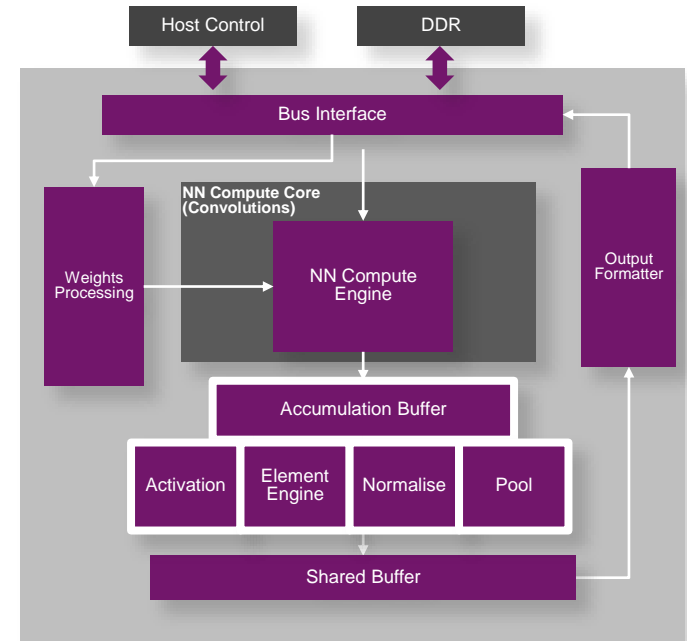 Host Control
DDR
Bus Interface
NN Compute Core
(Convolutions)
Weights
Processing
NN Compute
Engine
Output
Formatter
Accumulation Buffer
Activation
Element
Engine
Normalise
Pool
Shared Buffer